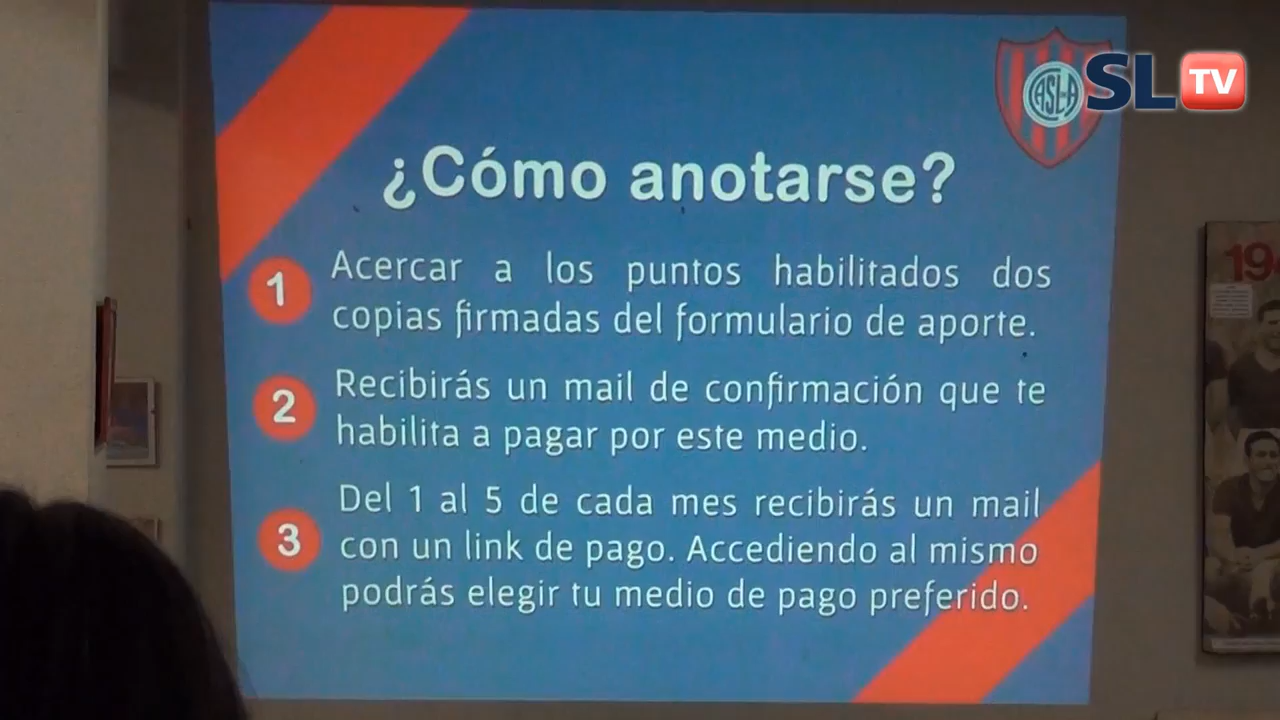 SL TV
CASLA
¿Cómo anotarse?
1 Acercar a los puntos habilitados dos
copias firmadas del formulario de aporte.
2 Recibirás un mail de confirmación que te
habilita a pagar por este medio.
3 Del 1 al 5 de cada mes recibirás un mail
con un link de pago. Accediendo al mismo
podrás elegir tu medio de pago preferido.